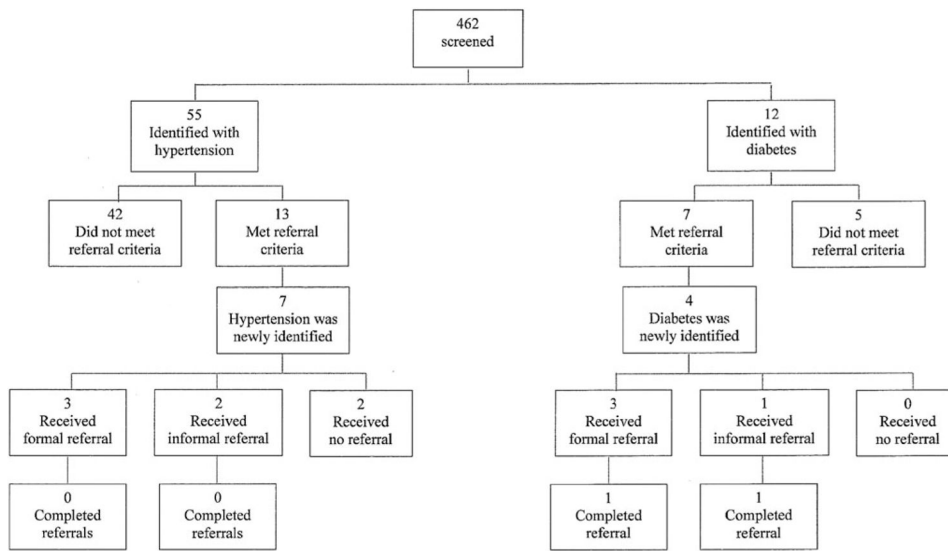 462
screened
55
Identified with
hypertension
12
Identified with
diabetes
42
Did not meet
referral criteria
13
Met referral
criteria
7
Met referral
criteria
5
Did not meet
referral criteria
7
Hypertension was
newly identified
4
Diabetes was
newly identified
3
Received
formal referral
2
Received
informal referral
2
Received
no referral
3
Received
formal referral
1
Received
informal referral
0
Received
no referral
0
Completed
referrals
0
Completed
referrals
1
Completed
referral
1
Completed
referral